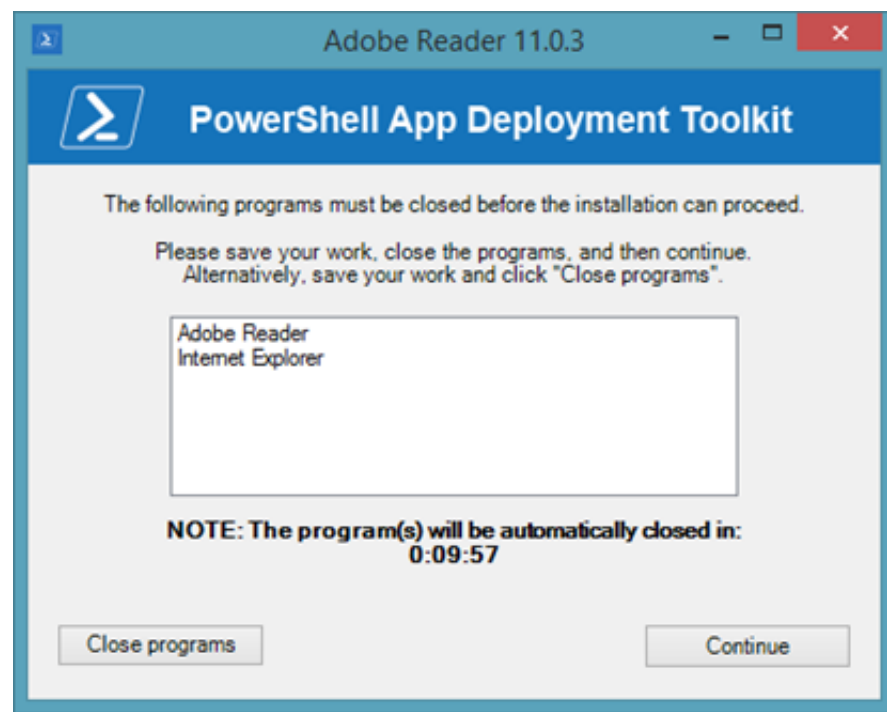 Adobe Reader 11.0.3
PowerShell App Deployment Toolkit
The following programs must be closed before the installation can proceed.
Please save your work, close the programs, and then continue.
Alternatively, save your work and click "Close programs".
Adobe Reader
Internet Explorer
NOTE: The program(s) will be automatically closed in:
0:09:57
Close programs
Continue